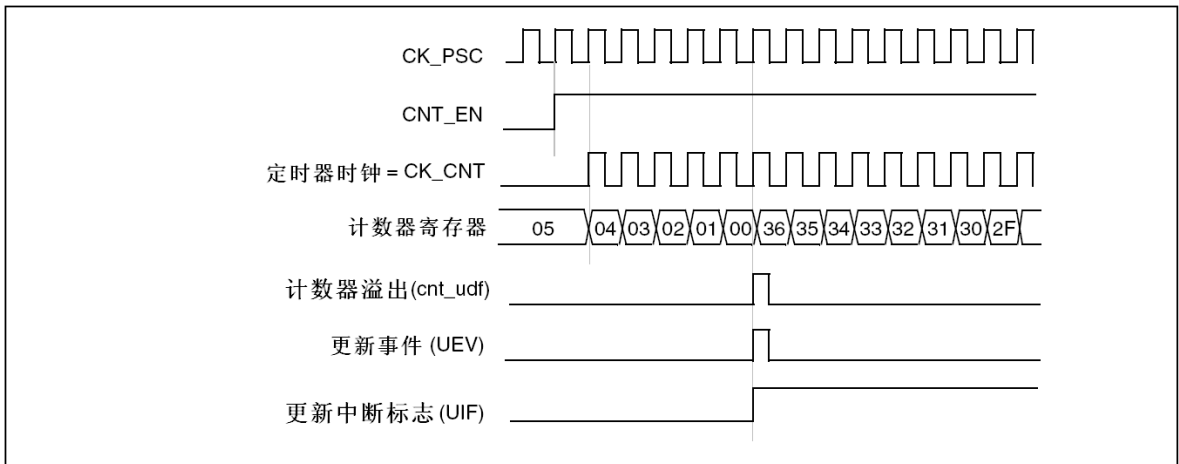 CK_PSC
CNT_EN
定时器时钟 = CK_CNT
计数器寄存器 05 04 03 02 01 00 36 35 34 33 32 31 30 2F
计数器溢出(cnt_udf)
更新事件 (UEV)
更新中断标志 (UIF)